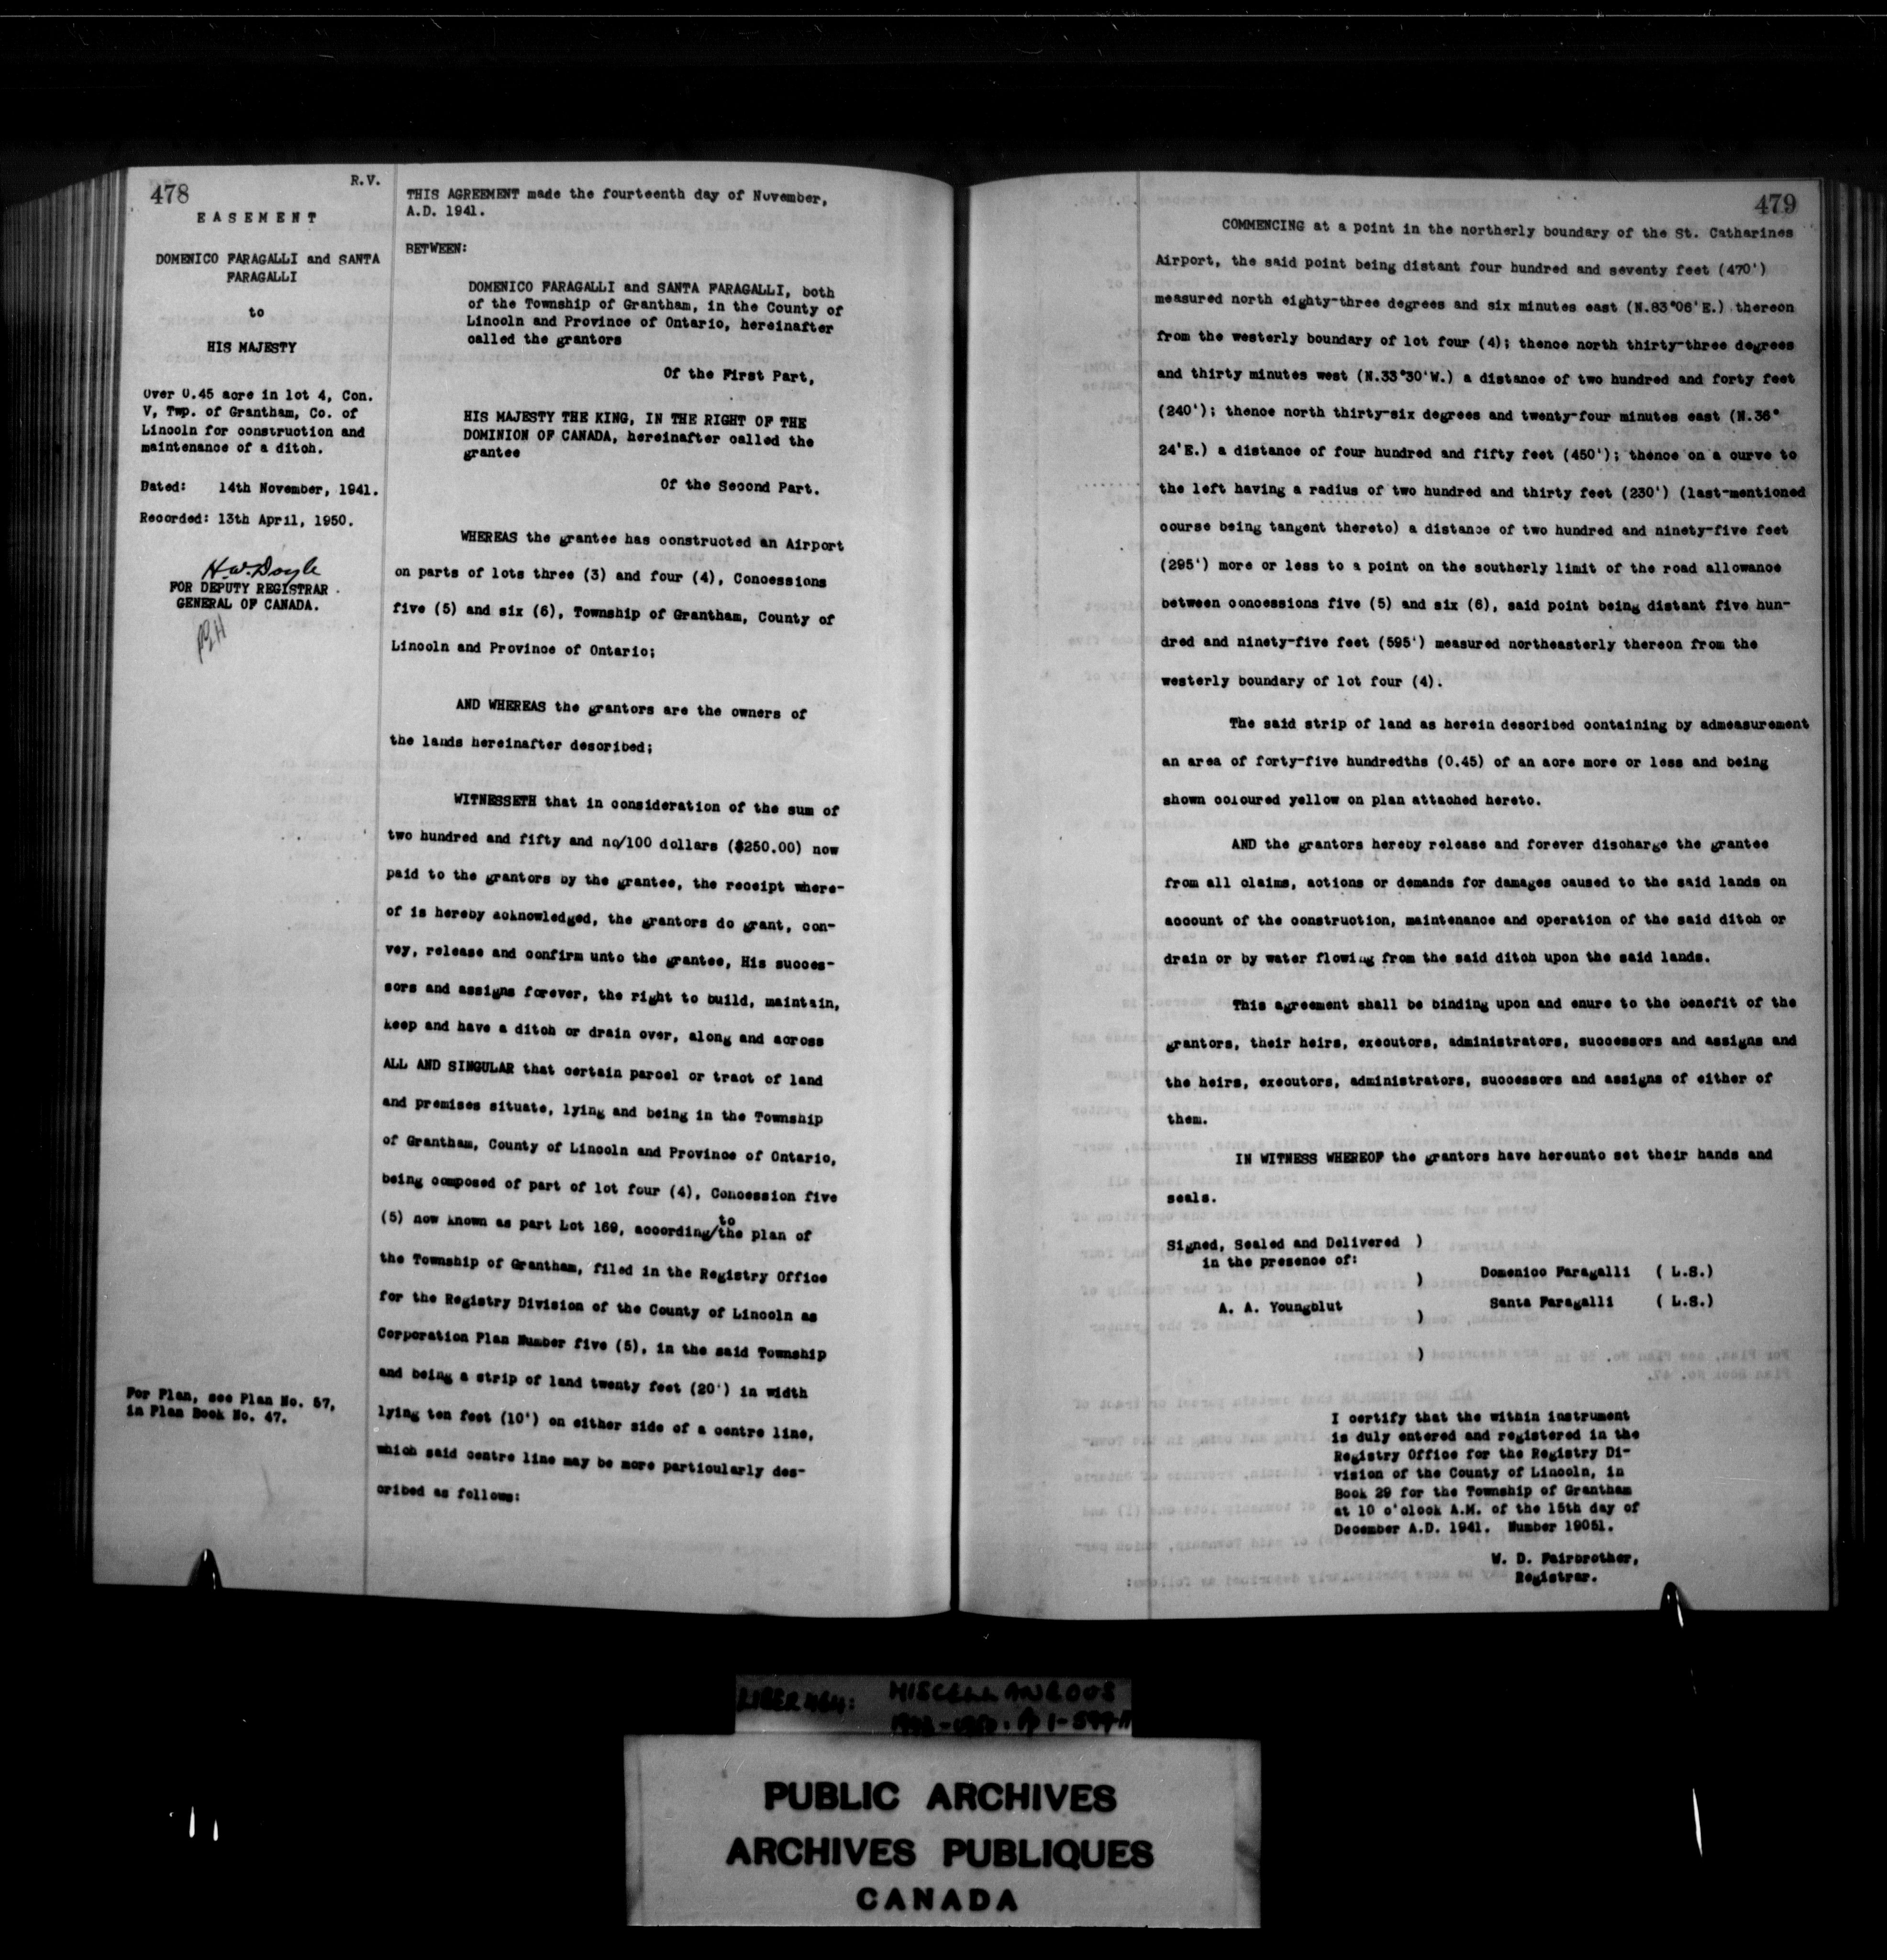 478
R.V.
EASEMENT
DOMENICO FARAGALLI and SANTA
FARAGALLI
to
HIS MAJESTY
Over 0.45 acre in lot 4, Con.
V, Twp. of Grantham, Co. of
Lincoln for construction and
maintenance of a ditch.
Dated: 14th November, 1941.
Recorded: 13th April, 1950.
H.W. Doyle
FOR DEPUTY REGISTRAR
GENERAL OF CANADA.
For Plan, see Plan No. 57,
in Plan Book No. 47.
THIS AGREEMENT made the fourteenth day of November,
A.D. 1941.
BETWEEN:
DOMENICO FARAGALLI and SANTA FARAGALLI, both
of the Township of Grantham, in the County of
Lincoln and Province of Ontario, hereinafter
called the grantors
Of the First Part,
HIS MAJESTY THE KING, IN THE RIGHT OF THE
DOMINION OF CANADA, hereinafter called the
grantee
Of the Second Part.
WHEREAS the grantee has constructed an Airport
on parts of lots three (3) and four (4), Concessions
five (5) and six (6), Township of Grantham, County of
Lincoln and Province of Ontario;
AND WHEREAS the grantors are the owners of
the lands hereinafter described;
WITNESSETH that in consideration of the sum of
two hundred and fifty and no/100 dollars ($250.00) now
paid to the grantors by the grantee, the receipt where-
of is hereby acknowledged, the grantors do grant, con-
vey, release and confirm unto the grantee, His succes-
sors and assigns forever, the right to build, maintain,
keep and have a ditch or drain over, along and across
ALL AND SINGULAR that certain parcel or tract of land
and premises situate, lying and being in the Township
of Grantham, County of Lincoln and Province of Ontario,
being composed of part of lot four (4), Concession five
(5) now known as part Lot 169, according/to the plan of
the Township of Grantham, filed in the Registry Office
for the Registry Division of the County of Lincoln as
Corporation Plan Number five (5), in the said Township
and being a strip of land twenty feet (20') in width
lying ten feet (10') on either side of a centre line,
which said centre line may be more particularly des-
cribed as follows:
479
COMMENCING at a point in the northerly boundary of the St. Catharines
Airport, the said point being distant four hundred and seventy feet (470')
measured north eighty-three degrees and six minutes east (N.83°06'E.) thereon
from the westerly boundary of lot four (4); thence north thirty-three degrees
and thirty minutes west (N.33°30'W.) a distance of two hundred and forty feet
(240'); thence north thirty-six degrees and twenty-four minutes east (N.36°
24'E.) a distance of four hundred and fifty feet (450'); thence on a curve to
the left having a radius of two hundred and thirty feet (230') (last-mentioned
course being tangent thereto) a distance of two hundred and ninety-five feet
(295') more or less to a point on the southerly limit of the road allowance
between concessions five (5) and six (6), said point being distant five hun-
dred and ninety-five feet (595') measured northeasterly thereon from the
westerly boundary of lot four (4).
The said strip of land as herein described containing by admeasurement
an area of forty-five hundredths (0.45) of an acre more or less and being
shown coloured yellow on plan attached hereto.
AND the grantors hereby release and forever discharge the grantee
from all claims, actions or demands for damages caused to the said lands on
account of the construction, maintenance and operation of the said ditch or
drain or by water flowing from the said ditch upon the said lands.
This agreement shall be binding upon and enure to the benefit of the
grantors, their heirs, executors, administrators, successors and assigns and
the heirs, executors, administrators, successors and assigns of either of
them.
IN WITNESS WHEREOF the grantors have hereunto set their hands and
seals.
Signed, Sealed and Delivered )
in the presence of:
) Domenico Faragalli ( L.S.)
A. A. Youngblut ) Santa Faragalli ( L.S.)
)
I certify that the within instrument
is duly entered and registered in the
Registry Office for the Registry Di-
vision of the County of Lincoln, in
Book 29 for the Township of Grantham
at 10 o'clock A.M. of the 15th day of
December A.D. 1941. Number 19051.
W. D. Fairbrother,
Registrar.
LIBER 464: MISCELLANEOUS
PUBLIC ARCHIVES
ARCHIVES PUBLIQUES
CANADA